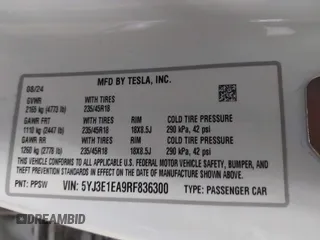 MFD BY TESLA, INC.
08/24
GVWR WITH TIRES
2165 kg (4773 lb) 235/45R18
GAWR FRT WITH TIRES RIM COLD TIRE PRESSURE
1110 kg (2447 lb) 235/45R18 18X8.5J 290 kPa, 42 psi
GAWR RR WITH TIRES RIM COLD TIRE PRESSURE
1260 kg (2778 lb) 235/45R18 18X8.5J 290 kPa, 42 psi
THIS VEHICLE CONFORMS TO ALL APPLICABLE
FEDERAL MOTOR VEHICLE SAFETY, BUMPER, AND
THEFT PREVENTION STANDARDS IN EFFECT ON
THE DATE OF MANUFACTURE SHOWN ABOVE.
VIN: 5YJ3E1EA9RF836300
PNT: PPSW TYPE: PASSENGER CAR
DREAMBID